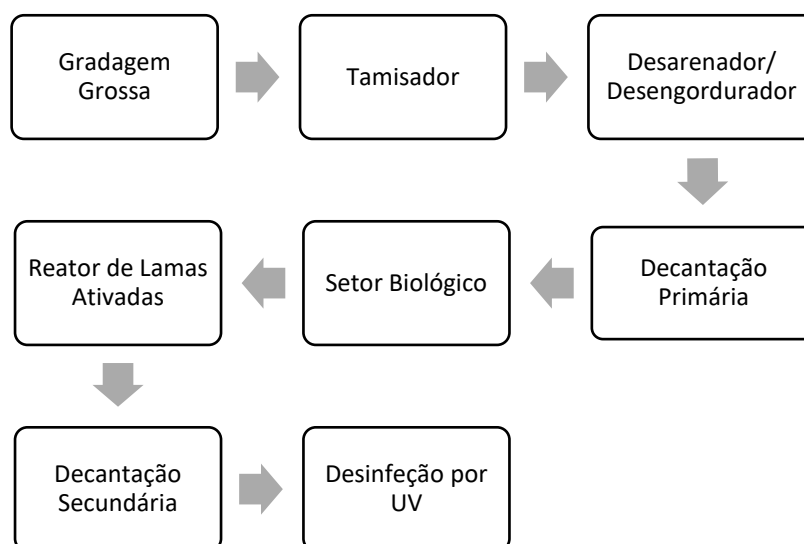 Gradagem
Grossa
Tamisador
Desarenador/
Desengordurador
Decantação
Primária
Setor Biológico
Reator de Lamas
Ativadas
Decantação
Secundária
Desinfeção por
UV